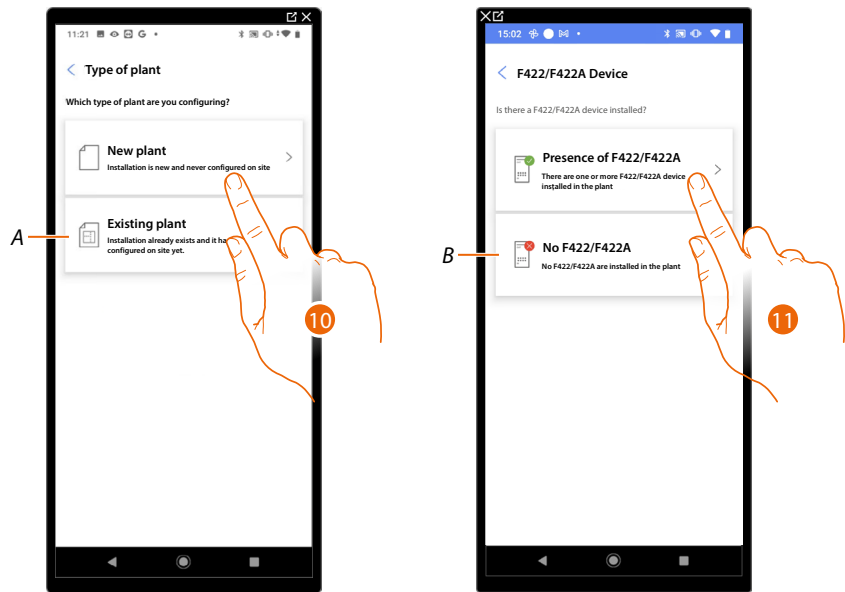 11:21 G
Type of plant
Which type of plant are you configuring?
New plant
Installation is new and never configured on site
A
Existing plant
Installation already exists and it ha
configured on site yet.
10
15:02
F422/F422A Device
Is there a F422/F422A device installed?
Presence of F422/F422A
There are one or more F422/F422A device
installed in the plant
B
No F422/F422A
No F422/F422A are installed in the plant
11